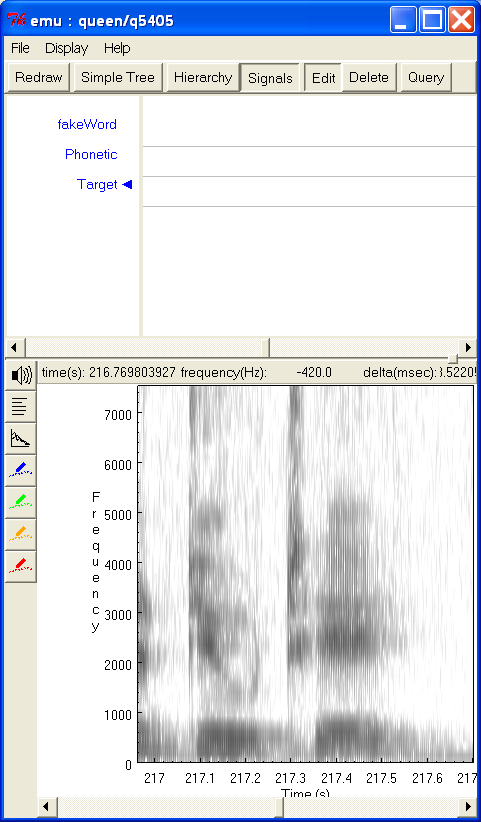 emu : queen/q5405
File Display Help
Redraw Simple Tree Hierarchy Signals Edit Delete Query
fakeWord
Phonetic
Target
time(s): 216.769803927 frequency(Hz): -420.0 delta(msec):
7000
6000
5000
4000
3000
2000
1000
0
Frequency
217 217.1 217.2 217.3 217.4 217.5 217.6
Time (s)